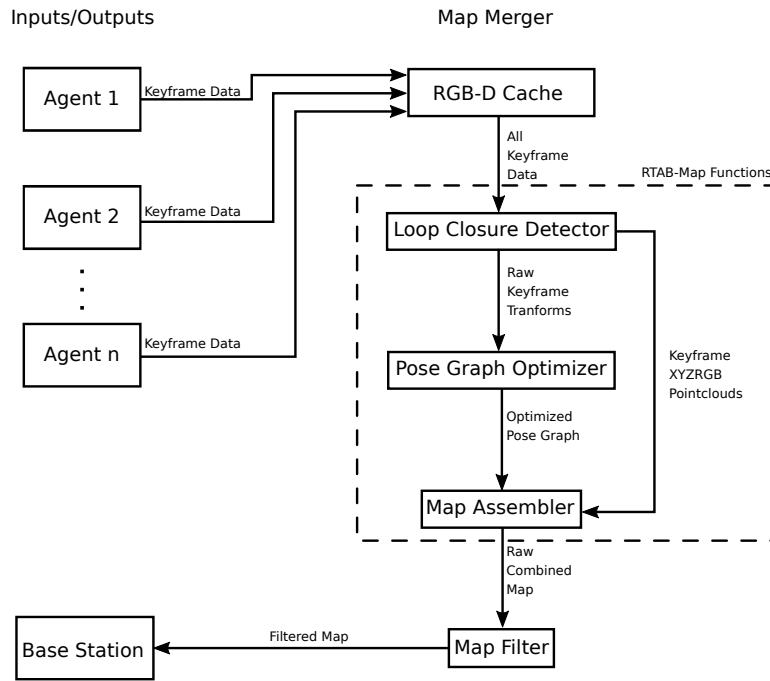 Inputs/Outputs
Map Merger
Agent 1
Keyframe Data
RGB-D Cache
All
Keyframe
Data
RTAB-Map Functions
Agent 2
Keyframe Data
Loop Closure Detector
Raw
Keyframe
Tranforms
Agent n
Keyframe Data
Pose Graph Optimizer
Keyframe
XYZRGB
Pointclouds
Optimized
Pose Graph
Map Assembler
Raw
Combined
Map
Base Station
Filtered Map
Map Filter